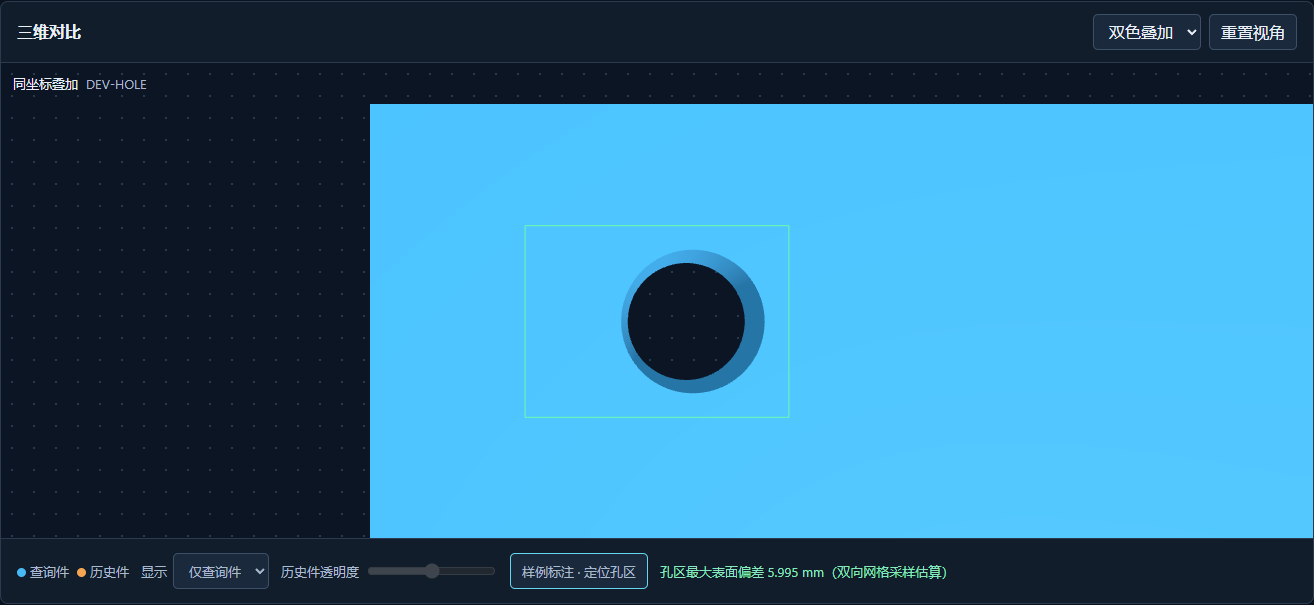 三维对比
双色叠加 重置视角
同坐标叠加 DEV-HOLE
查询件 历史件 显示 仅查询件 历史件透明度 样例标注 · 定位孔区 孔区最大表面偏差 5.995 mm（双向网格采样估算）